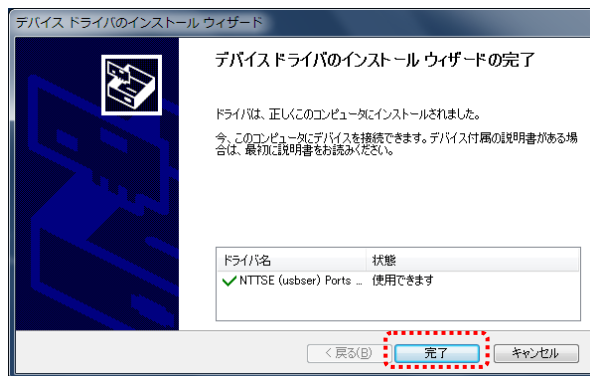 デバイス ドライバのインストール ウィザード
デバイス ドライバのインストール ウィザードの完了
ドライバは、正しくこのコンピュータにインストールされました。
今、このコンピュータにデバイスを接続できます。デバイス付属の説明書がある場
合は、最初に説明書をお読みください。
ドライバ名 状態
NTTSE (usbser) Ports ... 使用できます
< 戻る(B) 完了 キャンセル